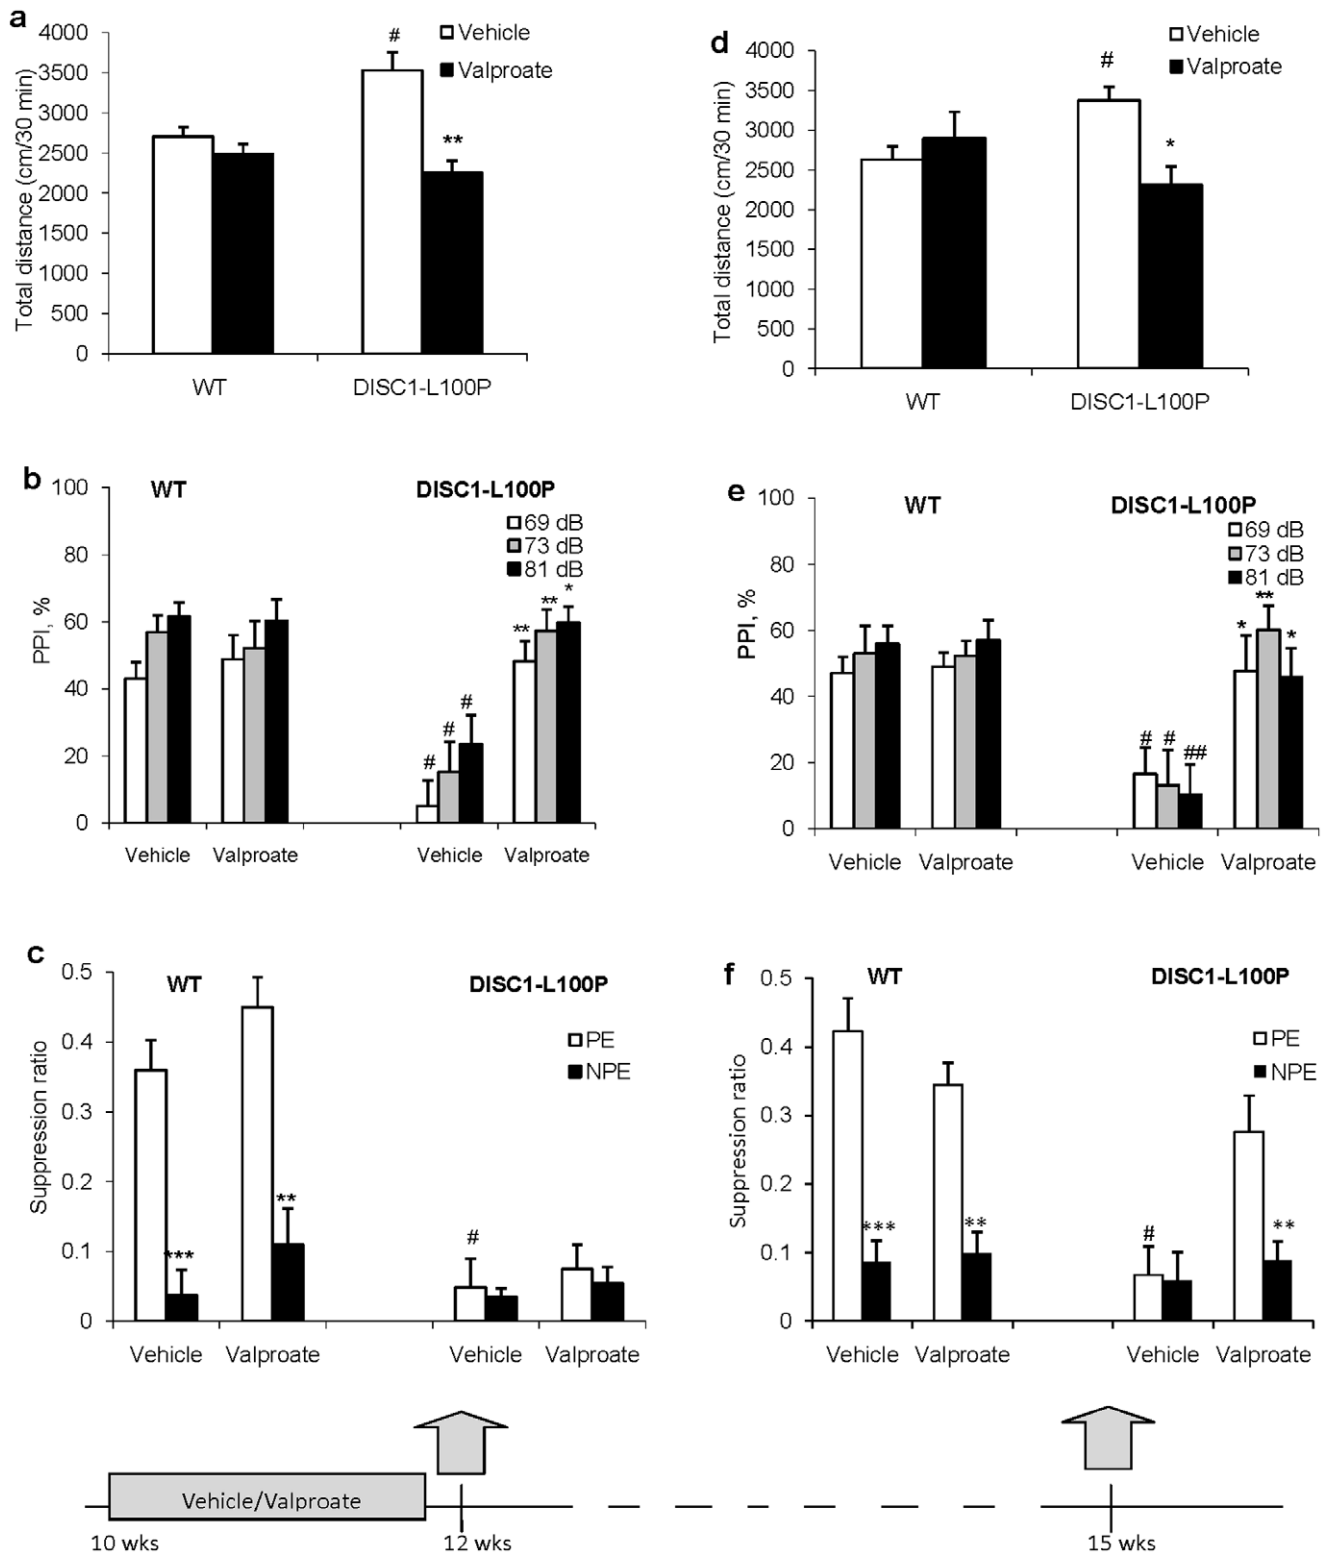 a
Total distance (cm/30 min)
4000
3500
3000
2500
2000
1500
1000
500
0
#
**
Vehicle
Valproate
WT
DISC1-L100P
d
Total distance (cm/30 min)
4000
3500
3000
2500
2000
1500
1000
500
0
#
*
Vehicle
Valproate
WT
DISC1-L100P
b
PPI, %
100
80
60
40
20
0
WT
DISC1-L100P
69 dB
73 dB
81 dB
# # #
** ** *
Vehicle Valproate Vehicle Valproate
e
PPI, %
100
80
60
40
20
0
WT
DISC1-L100P
69 dB
73 dB
81 dB
# # ##
* ** *
Vehicle Valproate Vehicle Valproate
c
Suppression ratio
0.5
0.4
0.3
0.2
0.1
0
WT
DISC1-L100P
PE
NPE
*** ** #
Vehicle Valproate Vehicle Valproate
f
Suppression ratio
0.5
0.4
0.3
0.2
0.1
0
WT
DISC1-L100P
PE
NPE
*** ** # **
Vehicle Valproate Vehicle Valproate
Vehicle/Valproate
10 wks 12 wks 15 wks